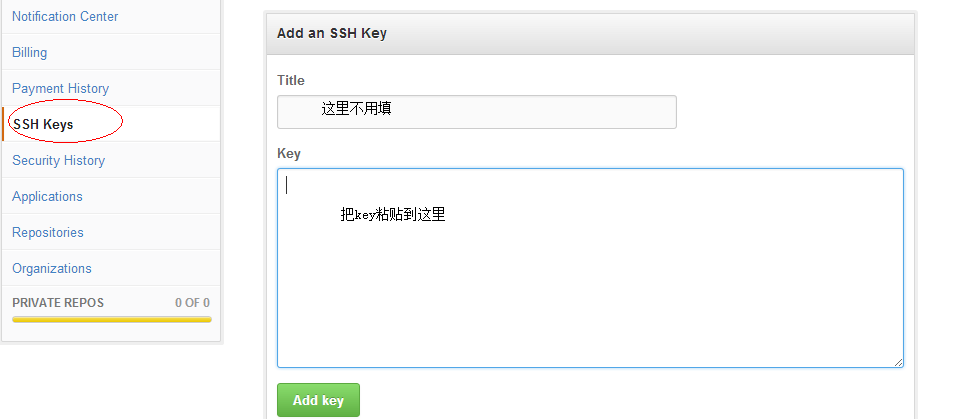 Notification Center
Billing
Payment History
SSH Keys
Security History
Applications
Repositories
Organizations
PRIVATE REPOS 0 OF 0
Add an SSH Key
Title
这里不用填
Key
把key粘贴到这里
Add key